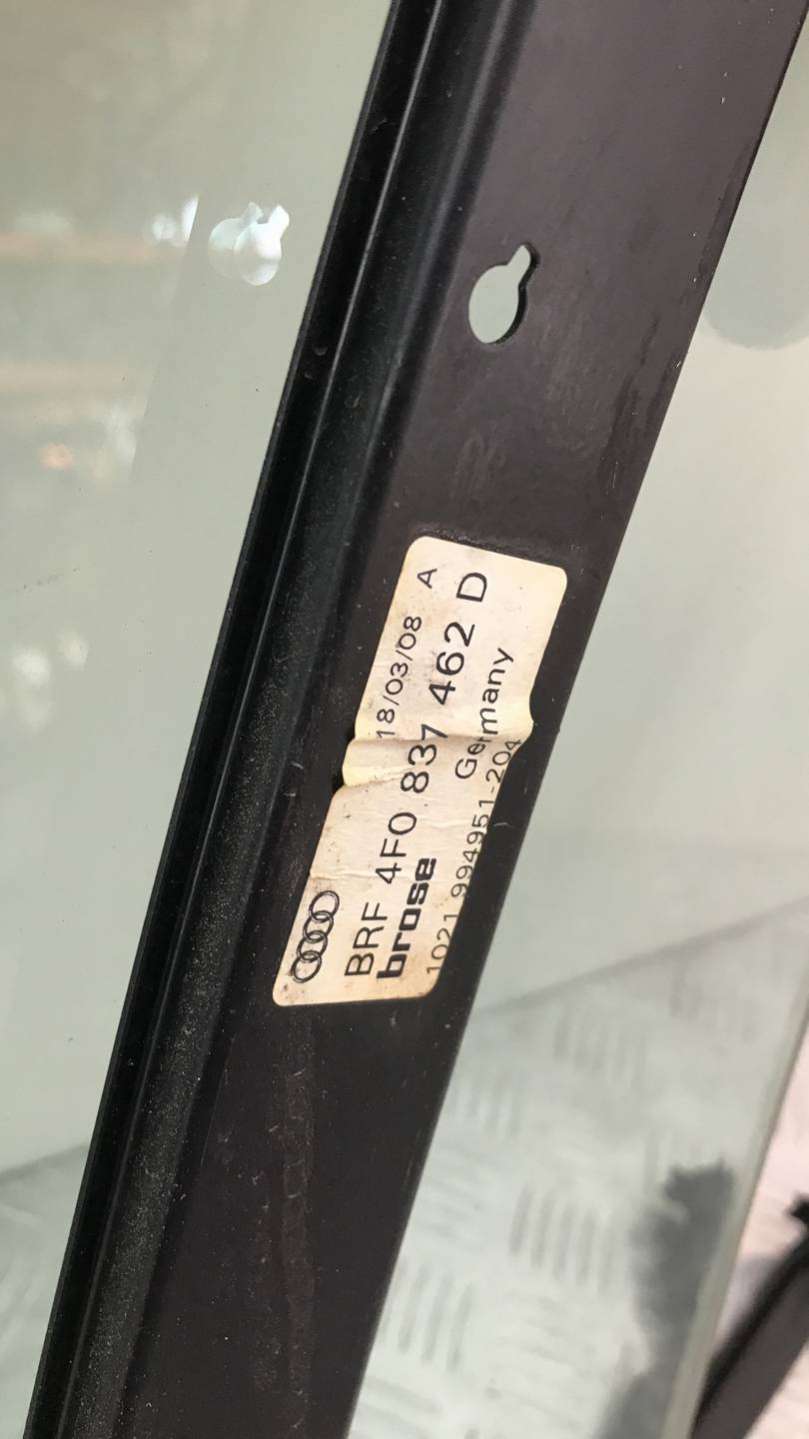 18/03/08 A
BRF 4F0 837 462 D
brose Germany
1021 994951-204